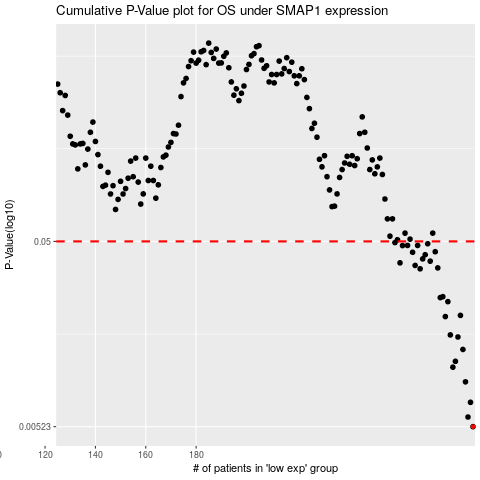 Cumulative P-Value plot for OS under SMAP1 expression
P-Value(log10)
0.05
0.00523
0 120 140 160 180
# of patients in 'low exp' group